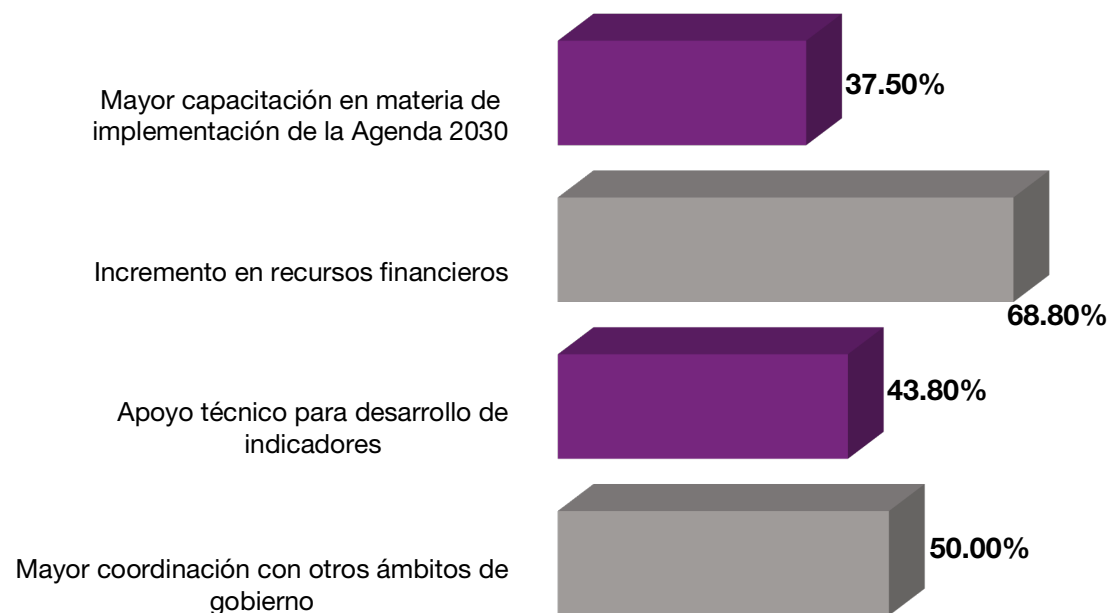 Mayor capacitación en materia de
implementación de la Agenda 2030
37.50%
Incremento en recursos financieros
68.80%
Apoyo técnico para desarrollo de
indicadores
43.80%
Mayor coordinación con otros ámbitos de
gobierno
50.00%